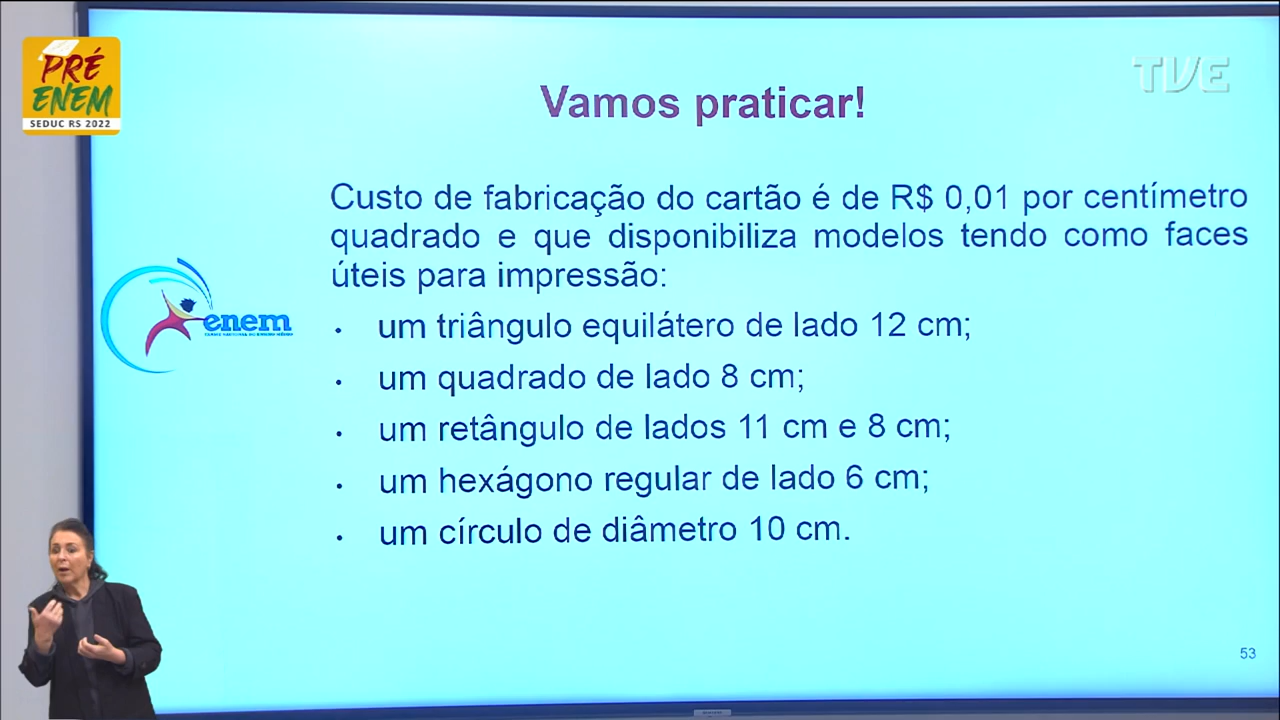 PRÉ
ENEM
SEDUC RS 2022
TVE
Vamos praticar!
Custo de fabricação do cartão é de R$ 0,01 por centímetro
quadrado e que disponibiliza modelos tendo como faces
úteis para impressão:
• um triângulo equilátero de lado 12 cm;
• um quadrado de lado 8 cm;
• um retângulo de lados 11 cm e 8 cm;
• um hexágono regular de lado 6 cm;
• um círculo de diâmetro 10 cm.
enem
53